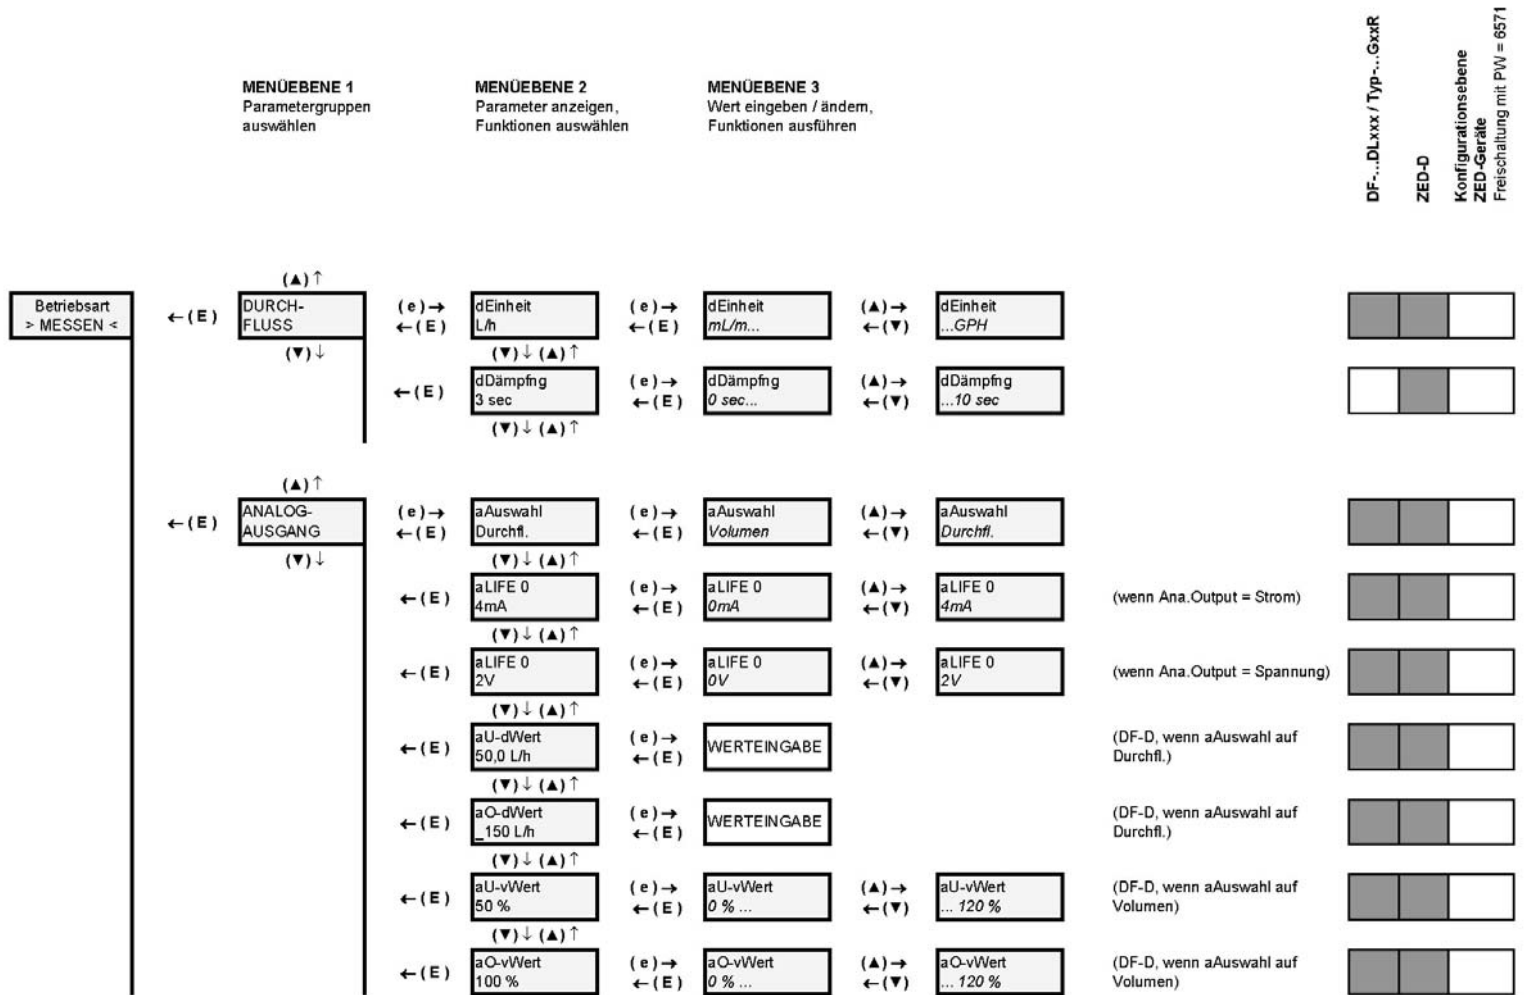 MENÜEBENE 1
Parametergruppen
auswählen
MENÜEBENE 2
Parameter anzeigen,
Funktionen auswählen
MENÜEBENE 3
Wert eingeben / ändern,
Funktionen ausführen
DF-...DLxxx / Typ-...GxxR
ZED-D
Konfigurationsebene
ZED-Geräte
Freischaltung mit PW = 6571
(▲)↑
Betriebsart
> MESSEN <
←(E)
DURCH-
FLUSS
(e)→
←(E)
dEinheit
L/h
(e)→
←(E)
dEinheit
mL/m...
(▲)→
←(▼)
dEinheit
...GPH
(▼)↓
(▼)↓(▲)↑
←(E)
dDämpfng
3 sec
(e)→
←(E)
dDämpfng
0 sec...
(▲)→
←(▼)
dDämpfng
...10 sec
(▼)↓(▲)↑
(▲)↑
←(E)
ANALOG-
AUSGANG
(e)→
←(E)
aAuswahl
Durchfl.
(e)→
←(E)
aAuswahl
Volumen
(▲)→
←(▼)
aAuswahl
Durchfl.
(▼)↓
(▼)↓(▲)↑
←(E)
aLIFE 0
4mA
(e)→
←(E)
aLIFE 0
0mA
(▲)→
←(▼)
aLIFE 0
4mA
(wenn Ana.Output = Strom)
(▼)↓(▲)↑
←(E)
aLIFE 0
2V
(e)→
←(E)
aLIFE 0
0V
(▲)→
←(▼)
aLIFE 0
2V
(wenn Ana.Output = Spannung)
(▼)↓(▲)↑
←(E)
aU-dWert
50,0 L/h
(e)→
←(E)
WERTEINGABE
(DF-D, wenn aAuswahl auf
Durchfl.)
(▼)↓(▲)↑
←(E)
aO-dWert
_150 L/h
(e)→
←(E)
WERTEINGABE
(DF-D, wenn aAuswahl auf
Durchfl.)
(▼)↓(▲)↑
←(E)
aU-vWert
50 %
(e)→
←(E)
aU-vWert
0 % ...
(▲)→
←(▼)
aU-vWert
... 120 %
(DF-D, wenn aAuswahl auf
Volumen)
(▼)↓(▲)↑
←(E)
aO-vWert
100 %
(e)→
←(E)
aO-vWert
0 % ...
(▲)→
←(▼)
aO-vWert
... 120 %
(DF-D, wenn aAuswahl auf
Volumen)